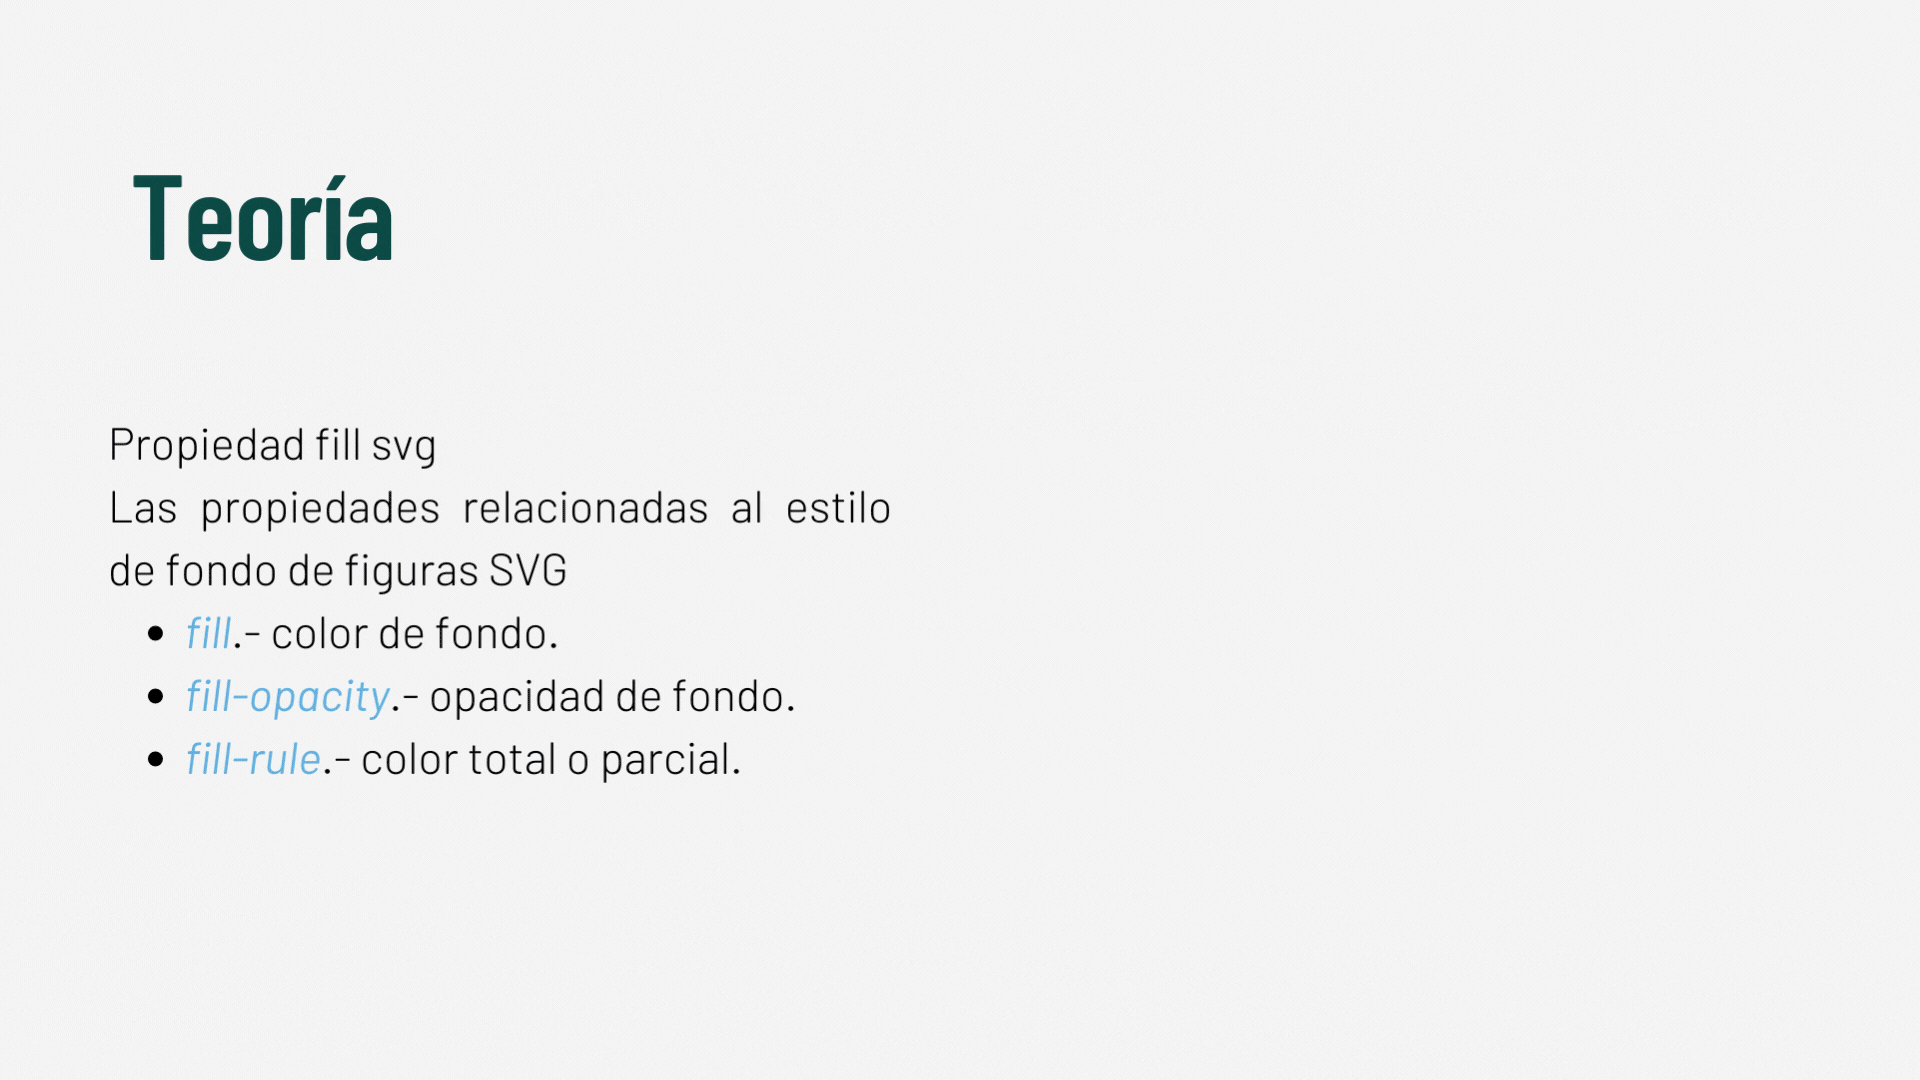 Teoría
Propiedad fill svg
Las propiedades relacionadas al estilo
de fondo de figuras SVG
• fill.- color de fondo.
• fill-opacity.- opacidad de fondo.
• fill-rule.- color total o parcial.